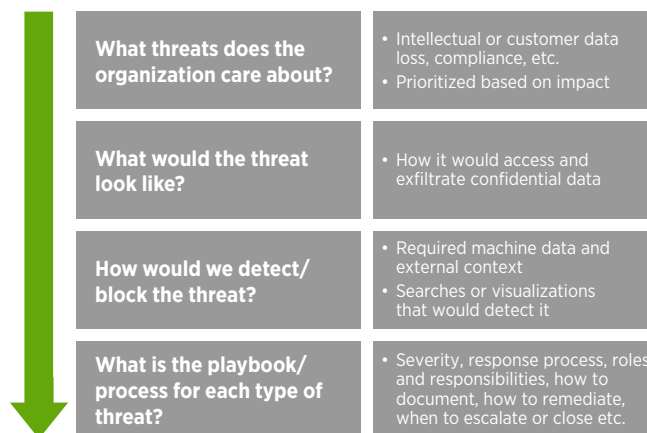 What threats does the
organization care about?
• Intellectual or customer data
loss, compliance, etc.
• Prioritized based on impact
What would the threat
look like?
• How it would access and
exfiltrate confidential data
How would we detect/
block the threat?
• Required machine data and
external context
• Searches or visualizations
that would detect it
What is the playbook/
process for each type of
threat?
• Severity, response process, roles
and responsibilities, how to
document, how to remediate,
when to escalate or close etc.